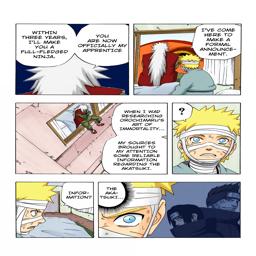 WITHIN
THREE YEARS,
I'LL MAKE
YOU A
FULL-FLEDGED
NINJA.
YOU
ARE NOW
OFFICIALLY MY
APPRENTICE.
I'VE COME
HERE TO
MAKE A
FORMAL
ANNOUNCE-
MENT.
WHEN I WAS
RESEARCHING
OROCHIMARU'S
ART OF
IMMORTALITY...
MY SOURCES
BROUGHT TO
MY ATTENTION
SOME RELIABLE
INFORMATION
REGARDING THE
AKATSUKI.
?
INFOR-
MATION?
THE
AKA-
TSUKI...